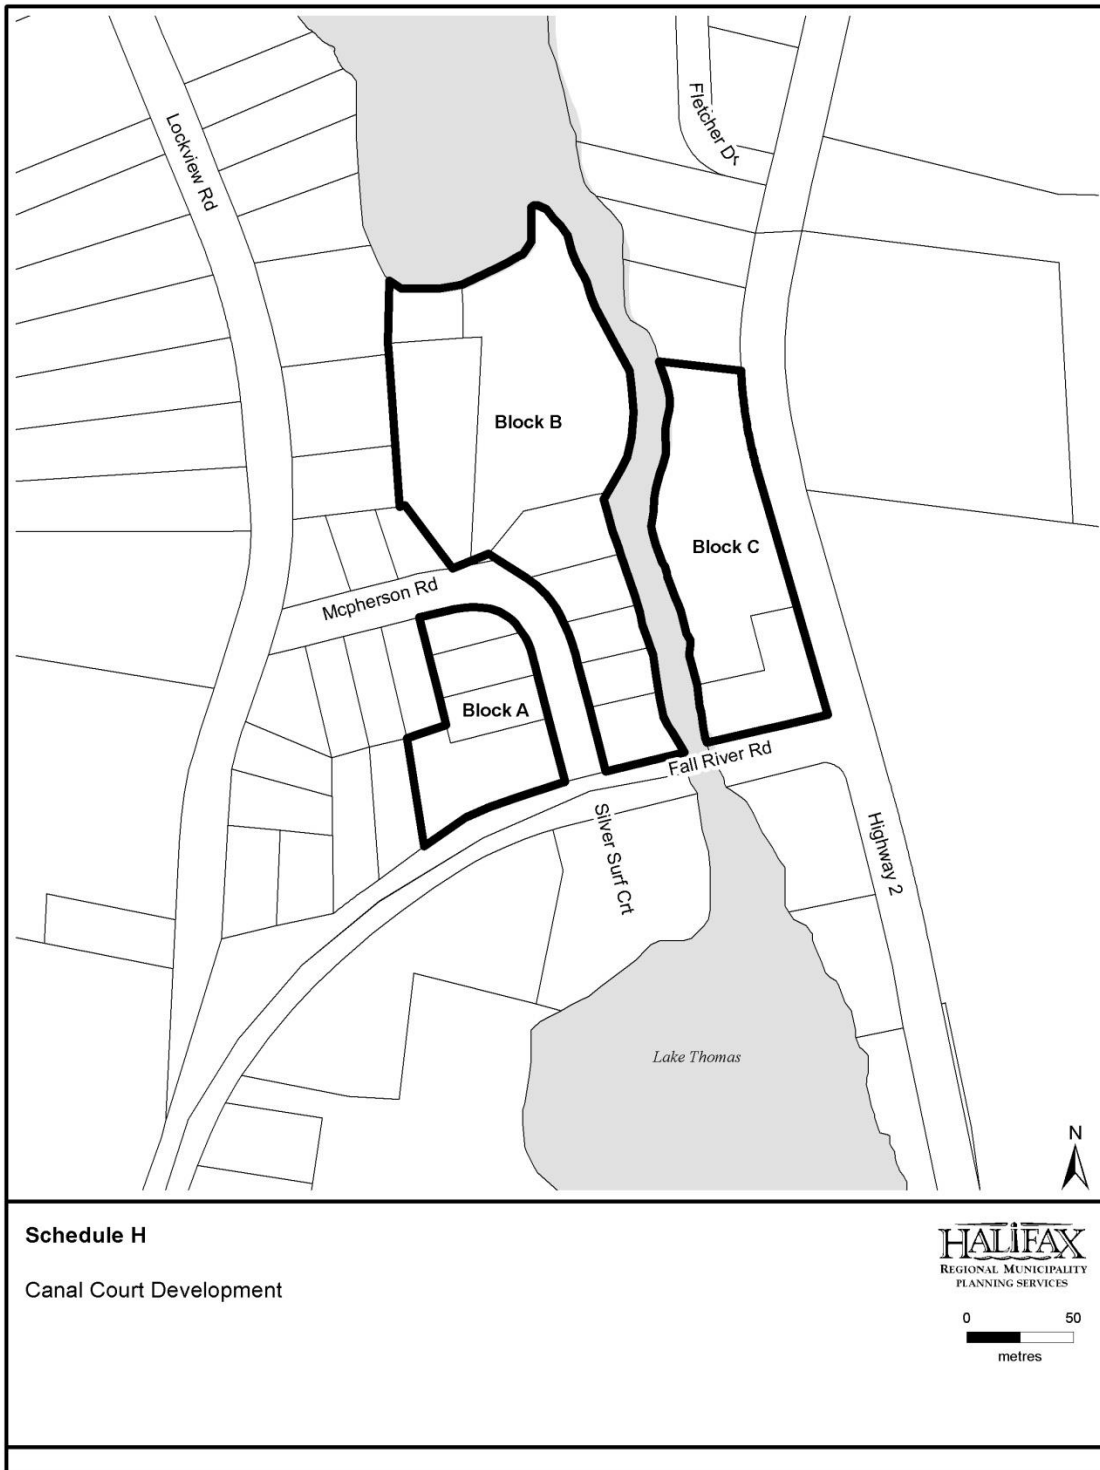 Fletcher Dr
Lockview Rd
Block B
Block C
Mcpherson Rd
Block A
Fall River Rd
Silver Surf Crt
Highway 2
Lake Thomas
N
Schedule H
Canal Court Development
HALIFAX
REGIONAL MUNICIPALITY
PLANNING SERVICES
0 50
metres